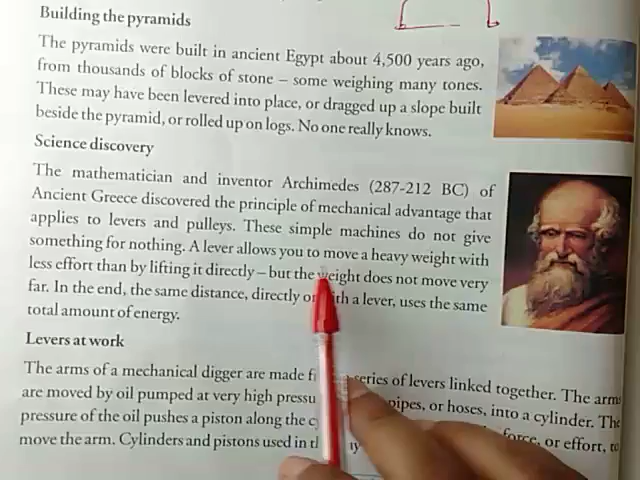 Building the pyramids
The pyramids were built in ancient Egypt about 4,500 years ago,
from thousands of blocks of stone – some weighing many tones.
These may have been levered into place, or dragged up a slope built
beside the pyramid, or rolled up on logs. No one really knows.
Science discovery
The mathematician and inventor Archimedes (287-212 BC) of
Ancient Greece discovered the principle of mechanical advantage that
applies to levers and pulleys. These simple machines do not give
something for nothing. A lever allows you to move a heavy weight with
less effort than by lifting it directly – but the weight does not move very
far. In the end, the same distance, directly or with a lever, uses the same
total amount of energy.
Levers at work
The arms of a mechanical digger are made series of levers linked together. The arms
are moved by oil pumped at very high pipes, or hoses, into a cylinder. The
pressure of the oil pushes a piston along the force, or effort, to
move the arm. Cylinders and pistons used in